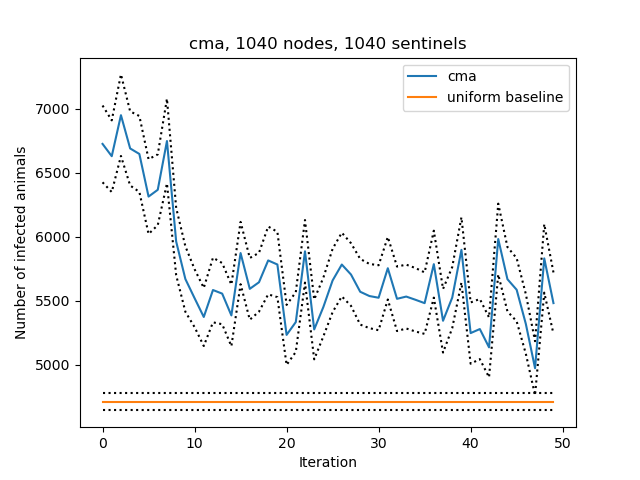 cma, 1040 nodes, 1040 sentinels
cma
uniform baseline
Number of infected animals
7000
6500
6000
5500
5000
0 10 20 30 40 50
Iteration